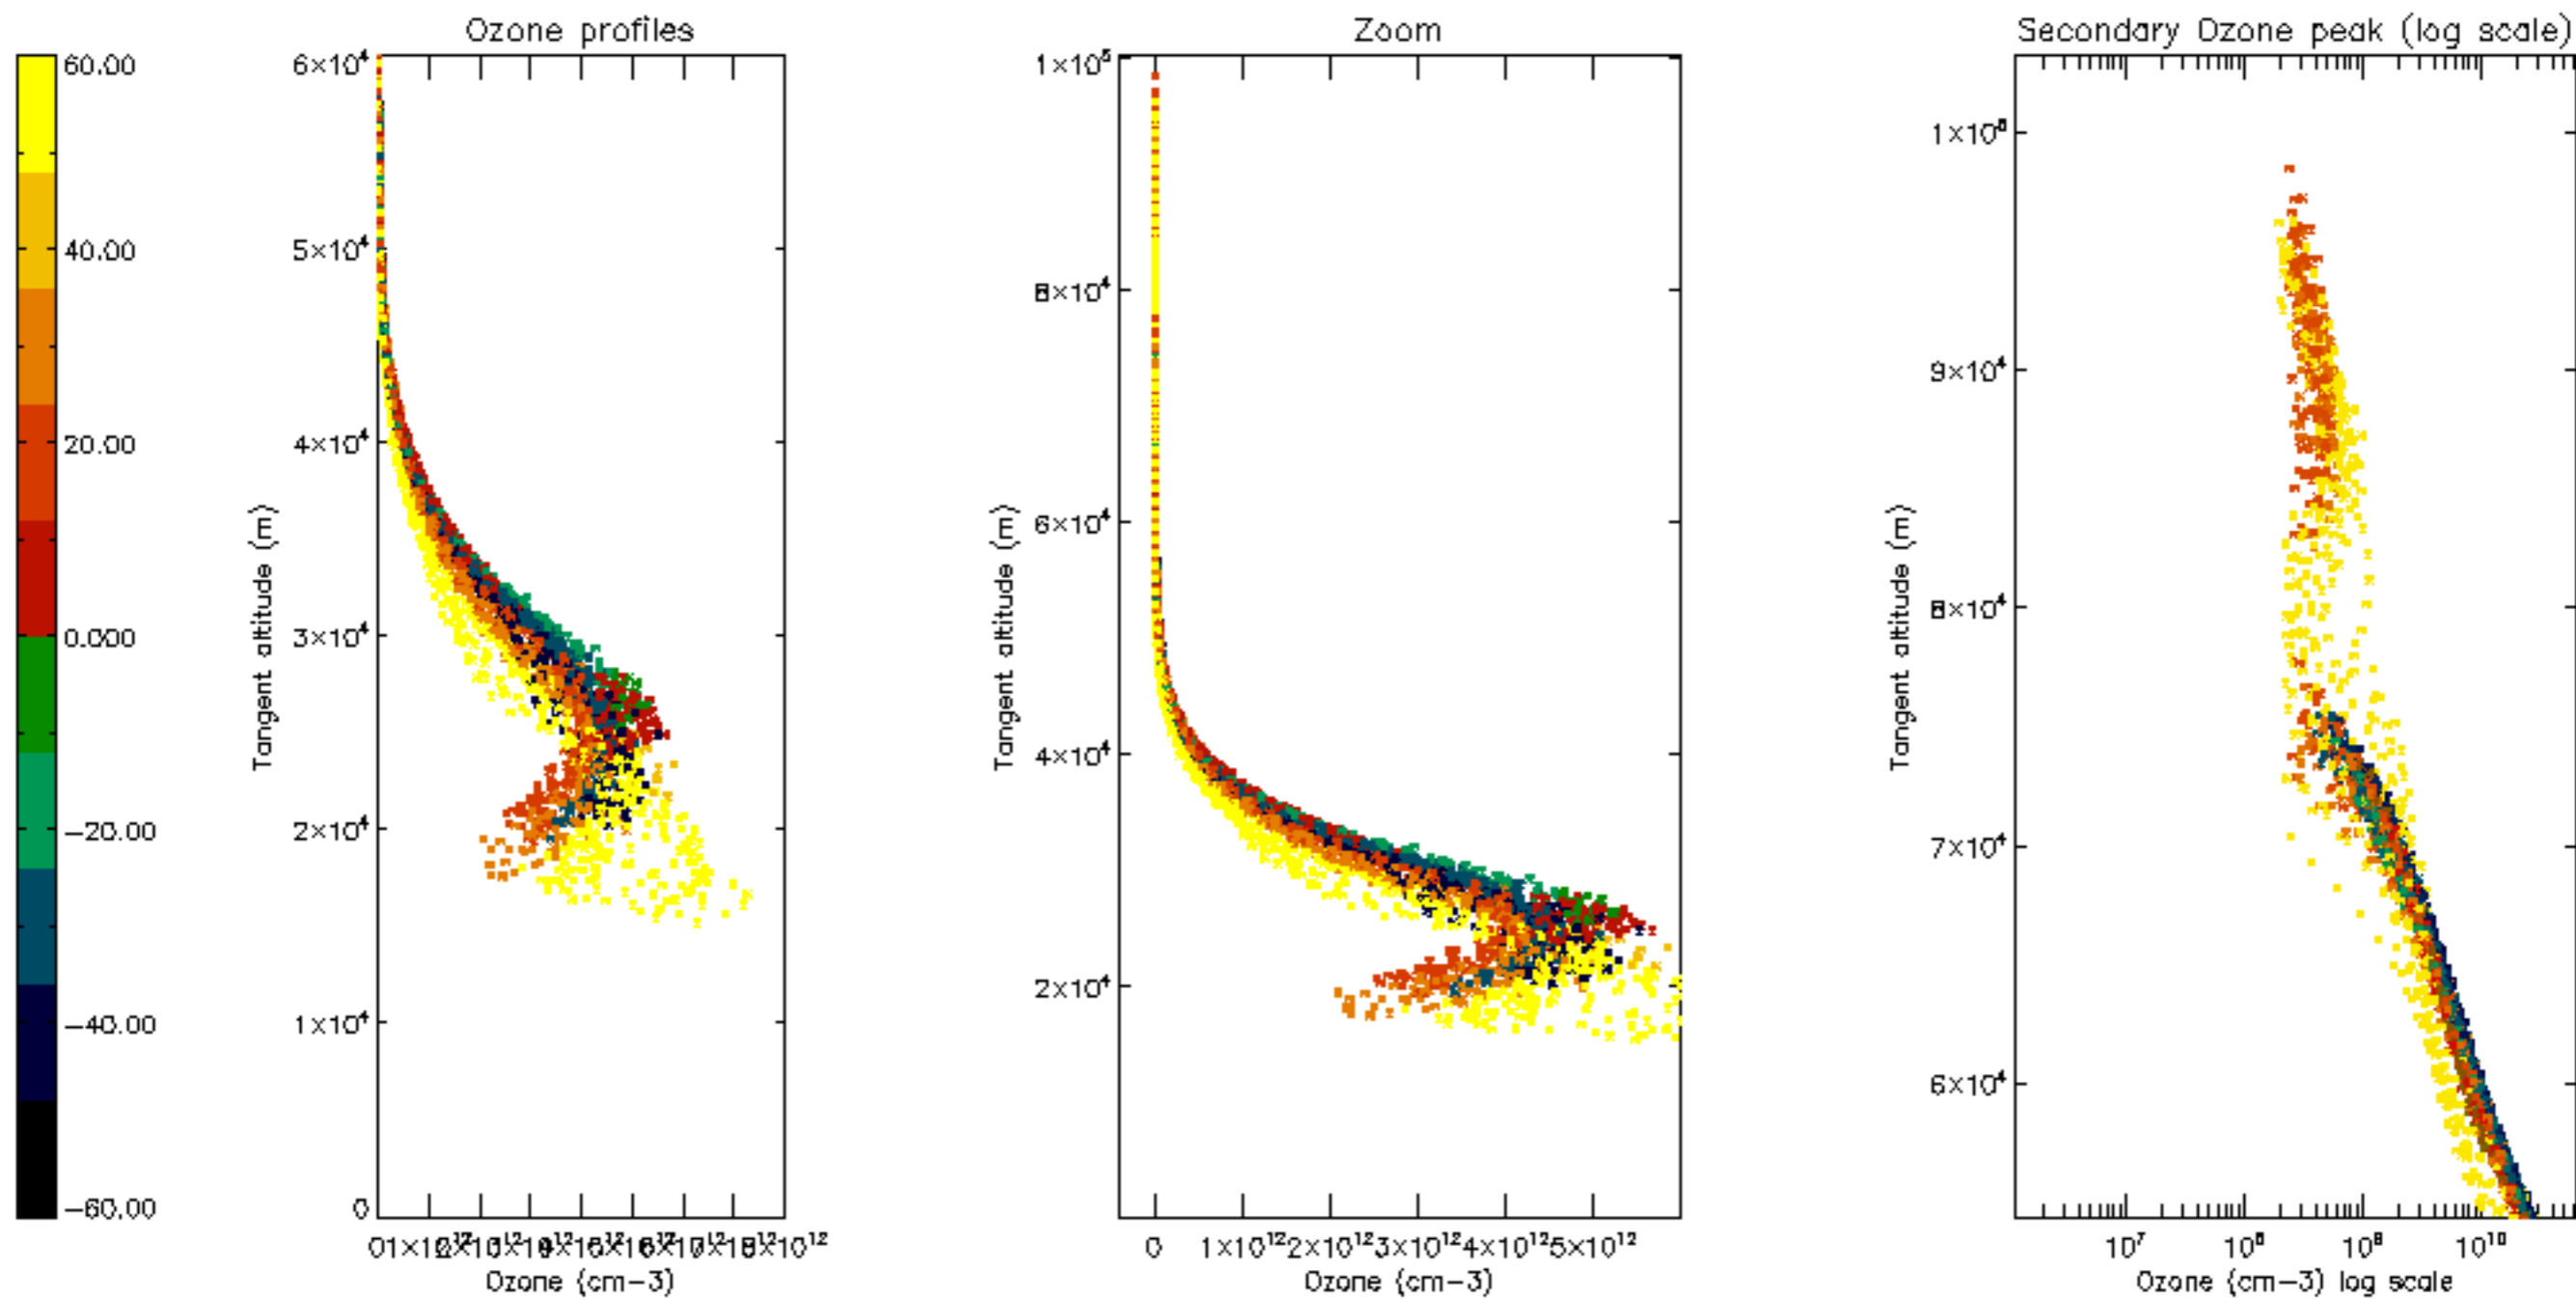 Ozone profiles
Zoom
Secondary Ozone peak (log scale)
60.00
40.00
20.00
0.000
-20.00
-40.00
-60.00
6×10⁴
5×10⁴
4×10⁴
3×10⁴
2×10⁴
1×10⁴
0
Tangent altitude (m)
Ozone (cm-3)
1×10⁵
8×10⁴
6×10⁴
4×10⁴
2×10⁴
Tangent altitude (m)
0 1×10¹² 2×10¹² 3×10¹² 4×10¹² 5×10¹²
Ozone (cm-3)
9×10⁴
8×10⁴
7×10⁴
6×10⁴
Tangent altitude (m)
10⁷ 10⁸ 10⁹ 10¹⁰
Ozone (cm-3) log scale